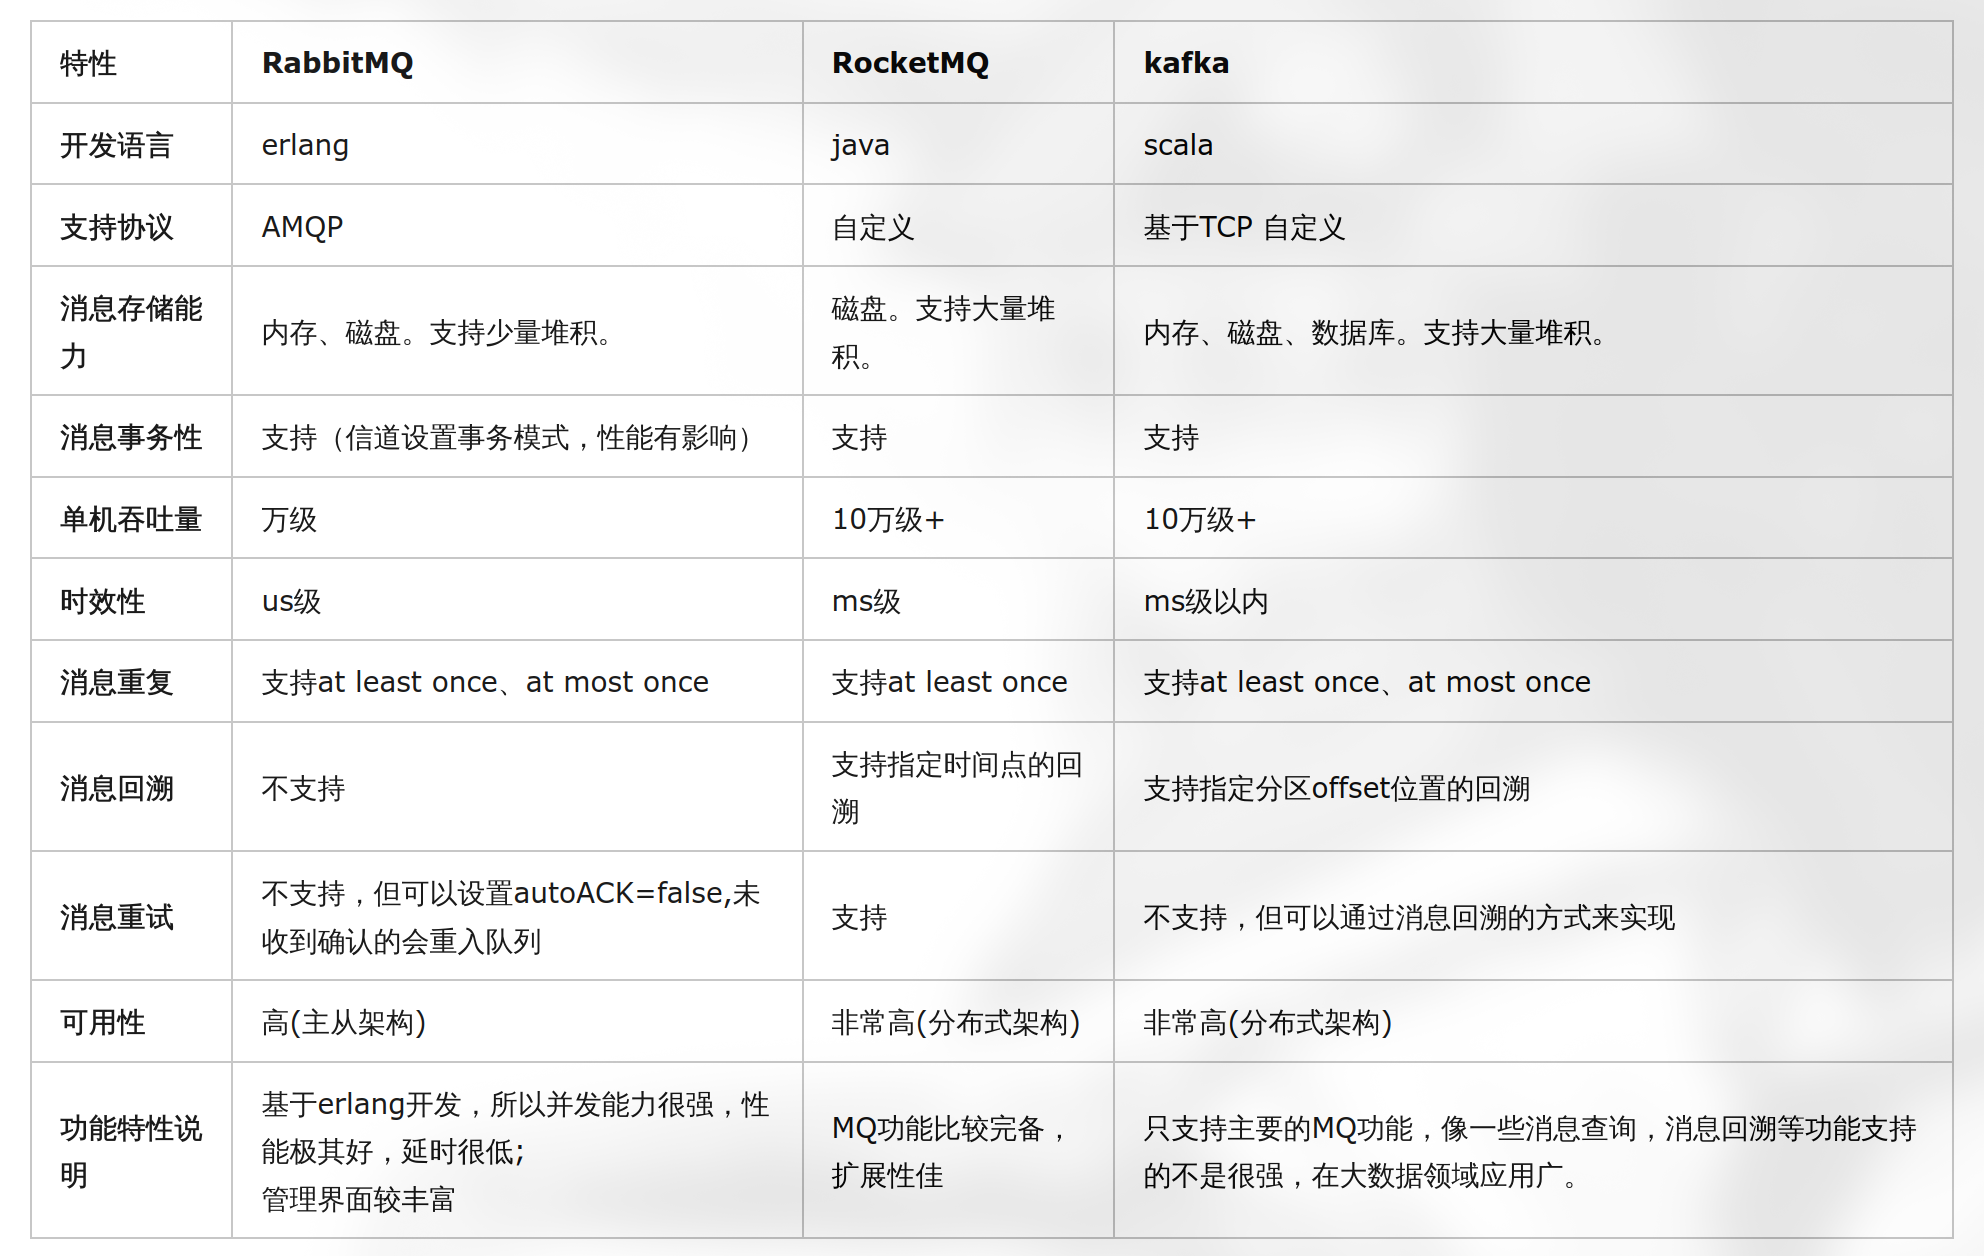 特性
RabbitMQ
RocketMQ
kafka
开发语言
erlang
java
scala
支持协议
AMQP
自定义
基于TCP 自定义
消息存储能
力
内存、磁盘。支持少量堆积。
磁盘。支持大量堆
积。
内存、磁盘、数据库。支持大量堆积。
消息事务性
支持（信道设置事务模式，性能有影响）
支持
支持
单机吞吐量
万级
10万级+
10万级+
时效性
us级
ms级
ms级以内
消息重复
支持at least once、at most once
支持at least once
支持at least once、at most once
消息回溯
不支持
支持指定时间点的回
溯
支持指定分区offset位置的回溯
消息重试
不支持，但可以设置autoACK=false,未
收到确认的会重入队列
支持
不支持，但可以通过消息回溯的方式来实现
可用性
高(主从架构)
非常高(分布式架构)
非常高(分布式架构)
功能特性说
明
基于erlang开发，所以并发能力很强，性
能极其好，延时很低;
管理界面较丰富
MQ功能比较完备，
扩展性佳
只支持主要的MQ功能，像一些消息查询，消息回溯等功能支持
的不是很强，在大数据领域应用广。